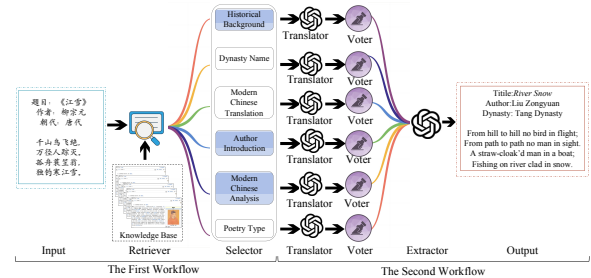 题目：《江雪》
作者：柳宗元
朝代：唐代
千山鸟飞绝，
万径人踪灭。
孤舟蓑笠翁，
独钓寒江雪。
Knowledge Base
Historical
Background
Dynasty Name
Modern
Chinese
Translation
Author
Introduction
Modern
Chinese
Analysis
Poetry Type
Translator
Voter
Translator
Voter
Translator
Voter
Translator
Voter
Translator
Voter
Translator
Voter
Titile:River Snow
Author:Liu Zongyuan
Dynasty: Tang Dynasty
From hill to hill no bird in flight;
From path to path no man in sight.
A straw-cloak'd man in a boat;
Fishing on river clad in snow.
Input
Retriever
Selector
Translator
Voter
Extractor
Output
The First Workflow
The Second Workflow